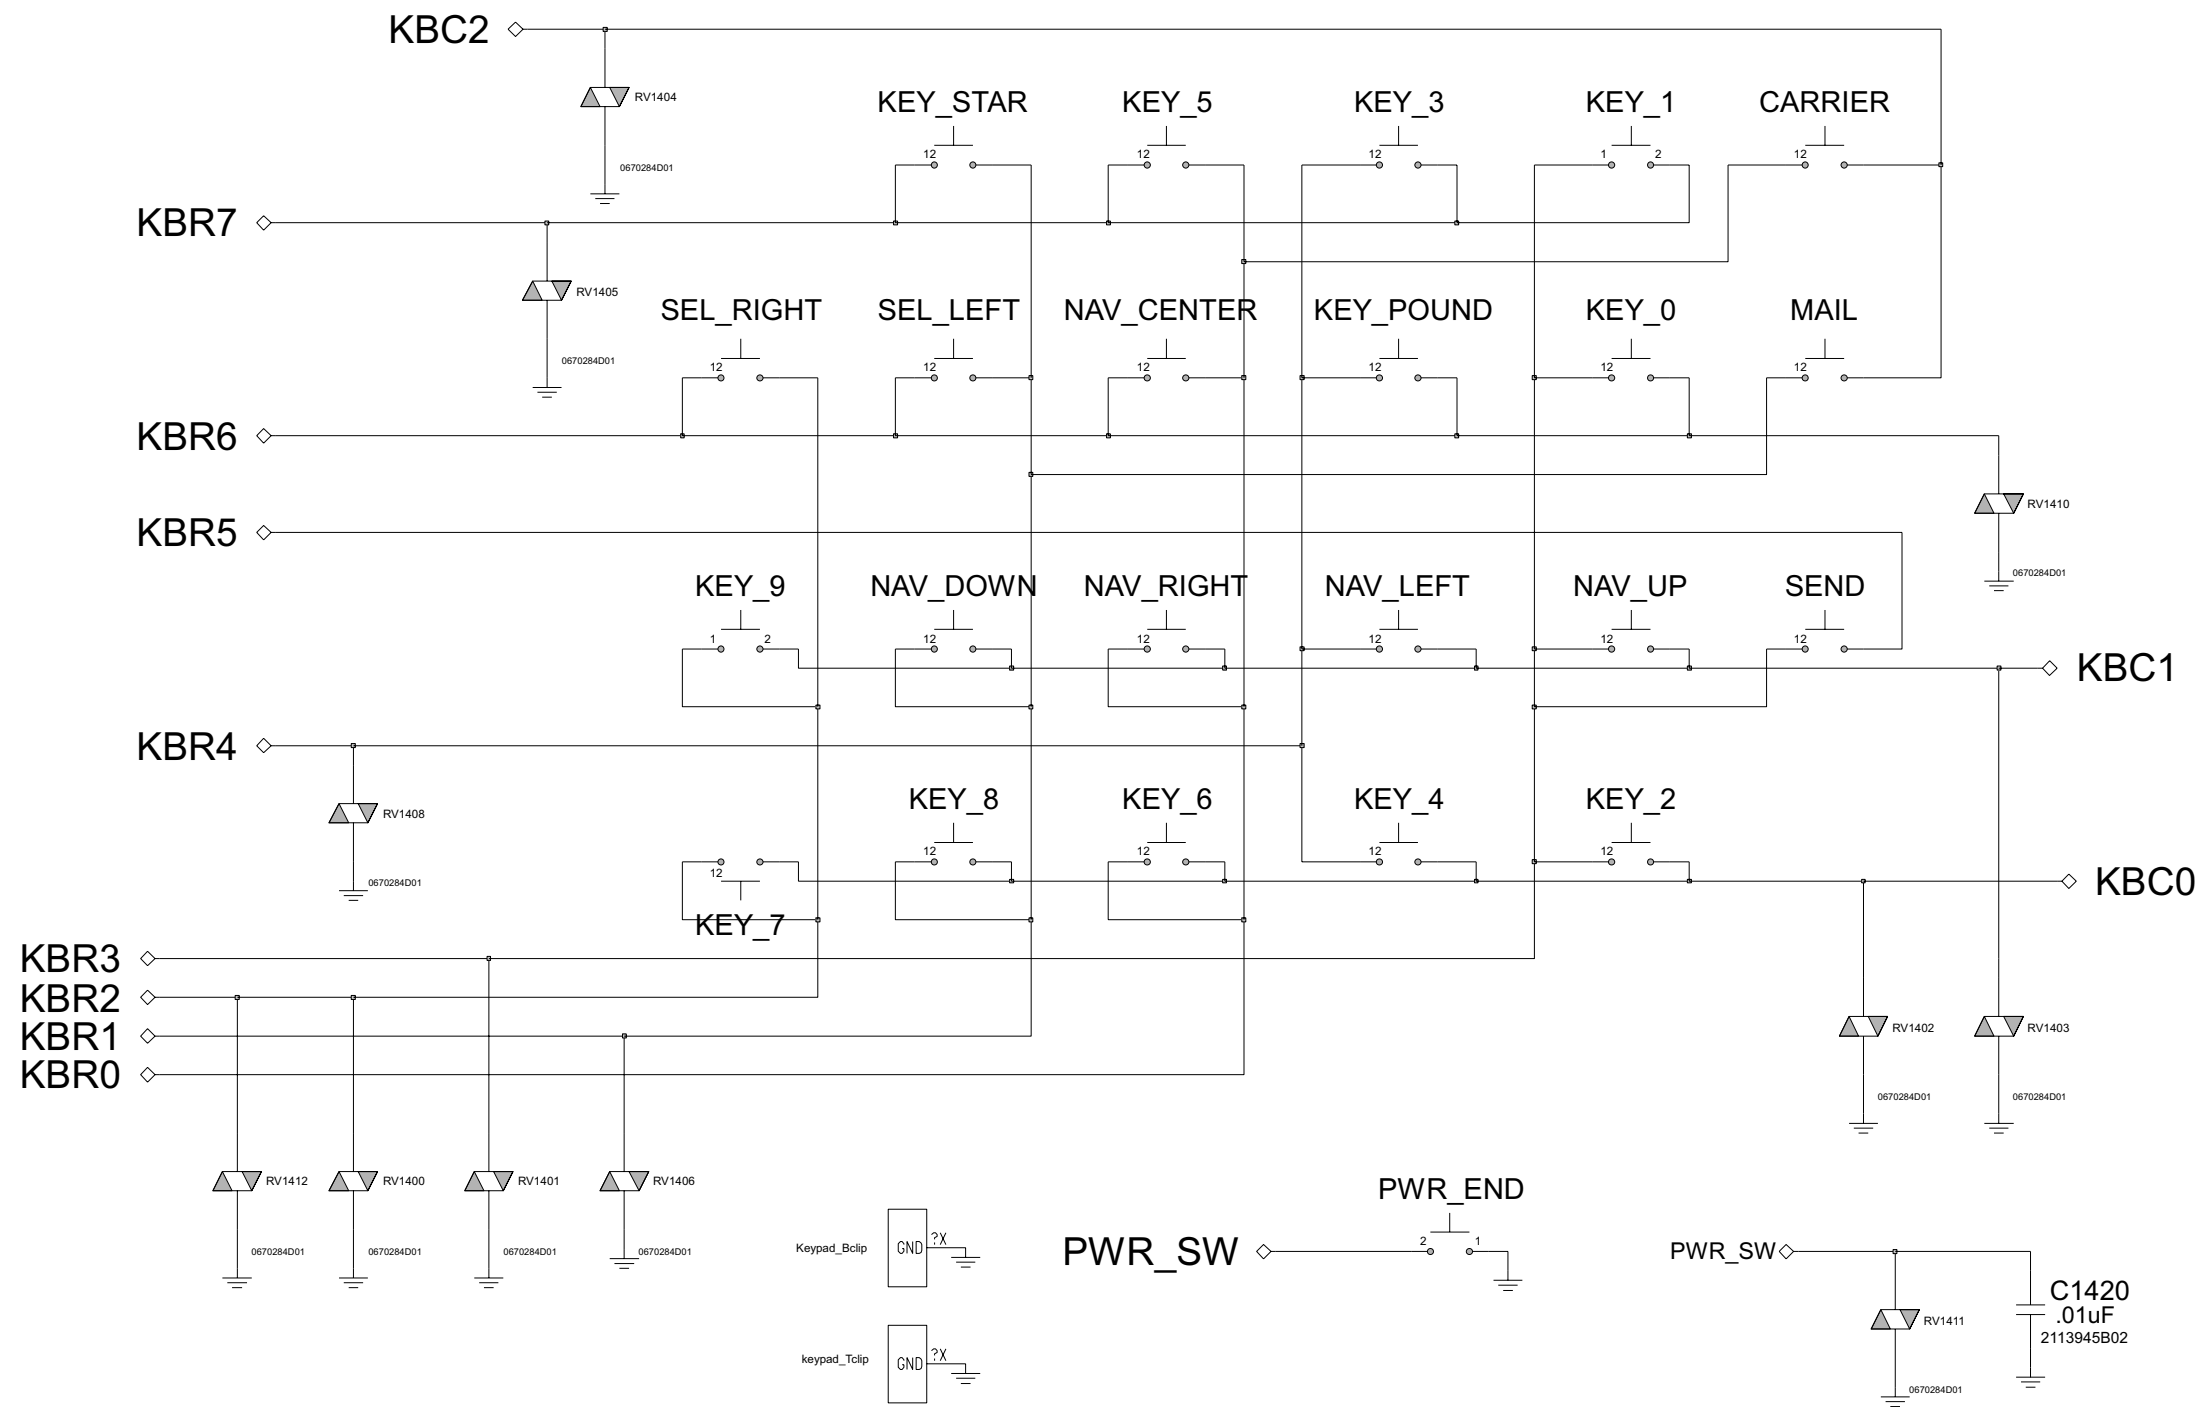 KBC2
RV1404
0670284D01
KEY_STAR
KEY_5
KEY_3
KEY_1
CARRIER
12
12
12
1 2
12
KBR7
RV1405
0670284D01
SEL_RIGHT
SEL_LEFT
NAV_CENTER
KEY_POUND
KEY_0
MAIL
12
12
12
12
12
12
KBR6
RV1410
0670284D01
KBR5
KEY_9
NAV_DOWN
NAV_RIGHT
NAV_LEFT
NAV_UP
SEND
1 2
12
12
12
12
12
KBC1
KBR4
RV1408
0670284D01
KEY_8
KEY_6
KEY_4
KEY_2
12
12
12
12
12
KEY_7
KBC0
KBR3
KBR2
KBR1
KBR0
RV1402
0670284D01
RV1403
0670284D01
RV1412
0670284D01
RV1400
0670284D01
RV1401
0670284D01
RV1406
0670284D01
Keypad_Bclip
GND
?X
keypad_Tclip
GND
?X
PWR_END
PWR_SW
2 1
PWR_SW
RV1411
0670284D01
C1420
.01uF
2113945B02